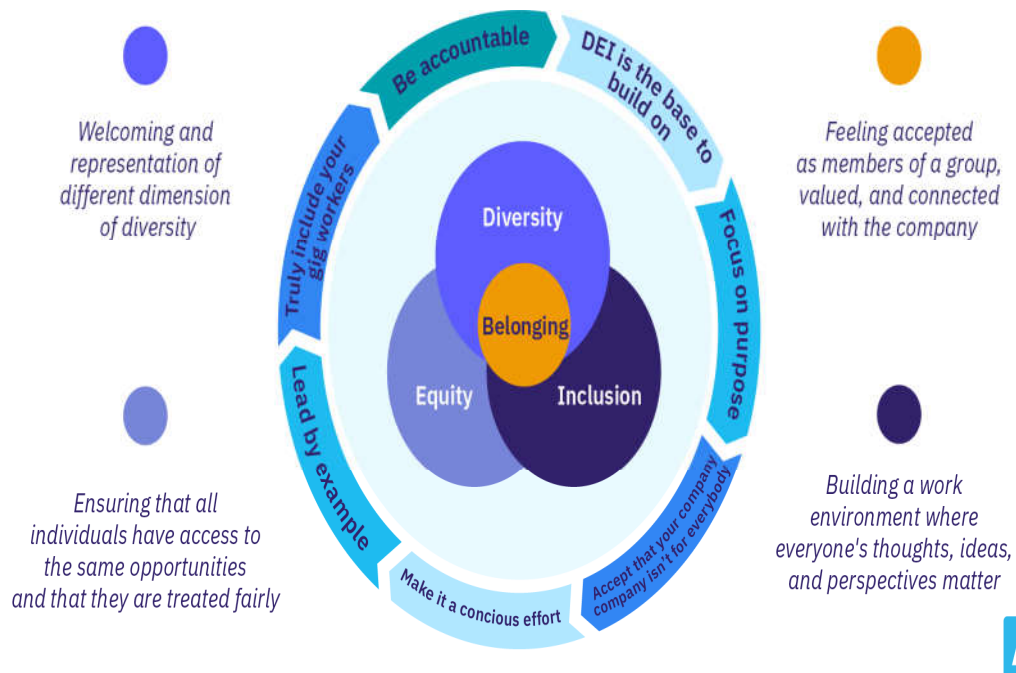 Welcoming and
representation of
different dimension
of diversity
Feeling accepted
as members of a group,
valued, and connected
with the company
Be accountable
DEI is the base to
build on
Focus on purpose
Accept that your company
company isn't for everybody
Make it a concious effort
Lead by example
Truly include your
gig workers
Diversity
Belonging
Equity
Inclusion
Ensuring that all
individuals have access to
the same opportunities
and that they are treated fairly
Building a work
environment where
everyone's thoughts, ideas,
and perspectives matter